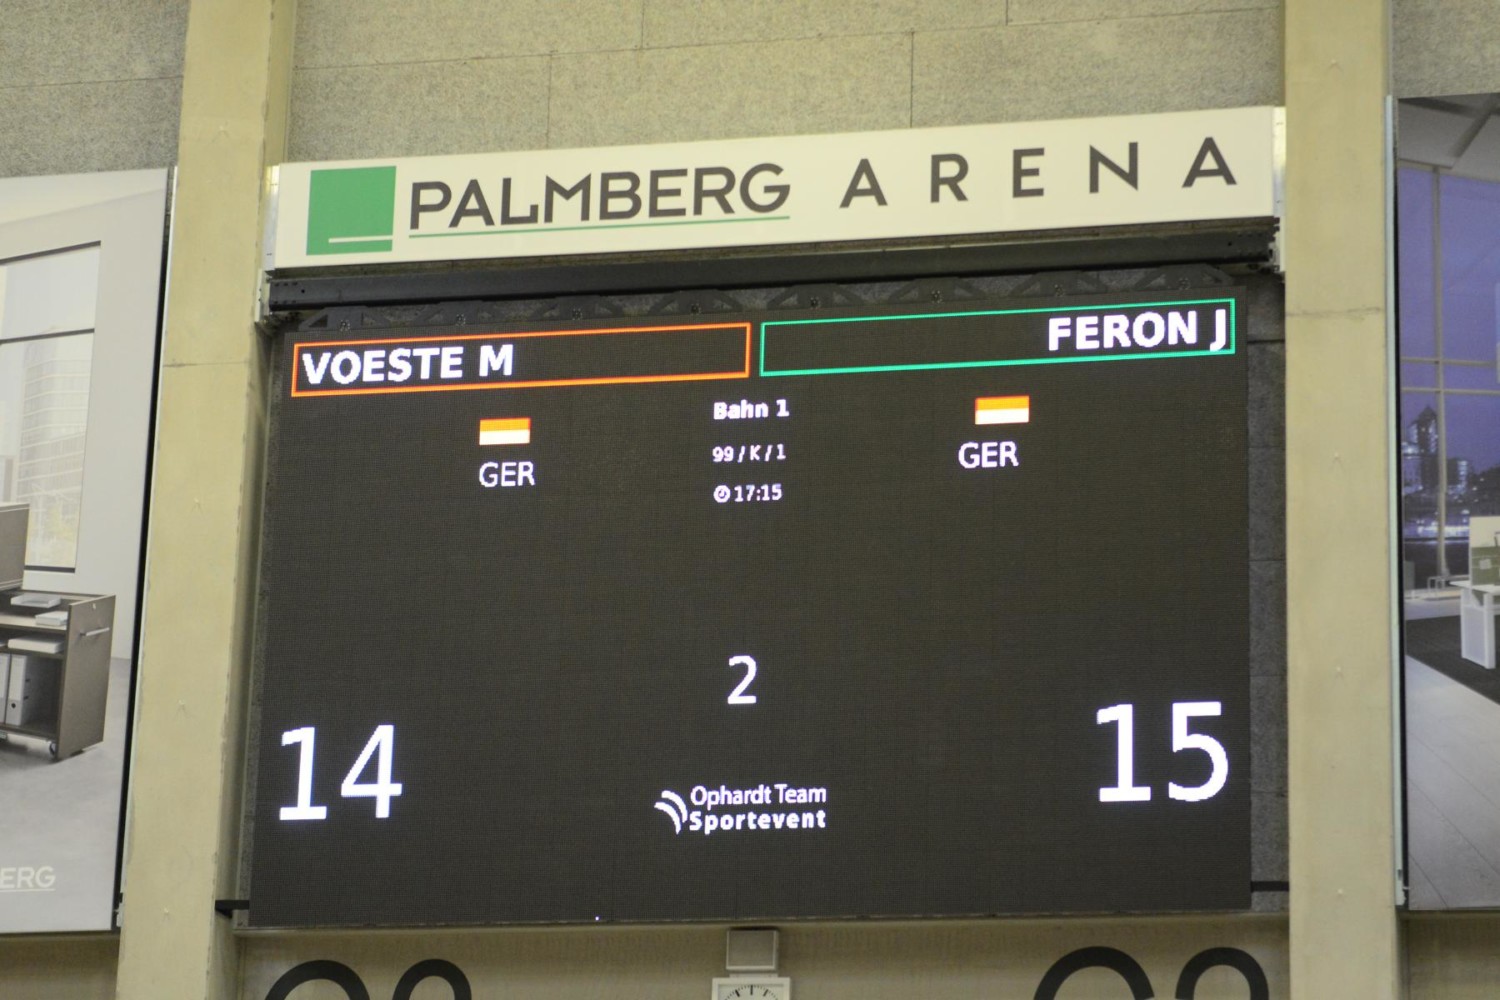 PALMBERG ARENA
VOESTE M
FERON J
Bahn 1
GER
99 / K / 1
GER
17:15
2
14
15
Ophardt Team
Sportevent
ERG